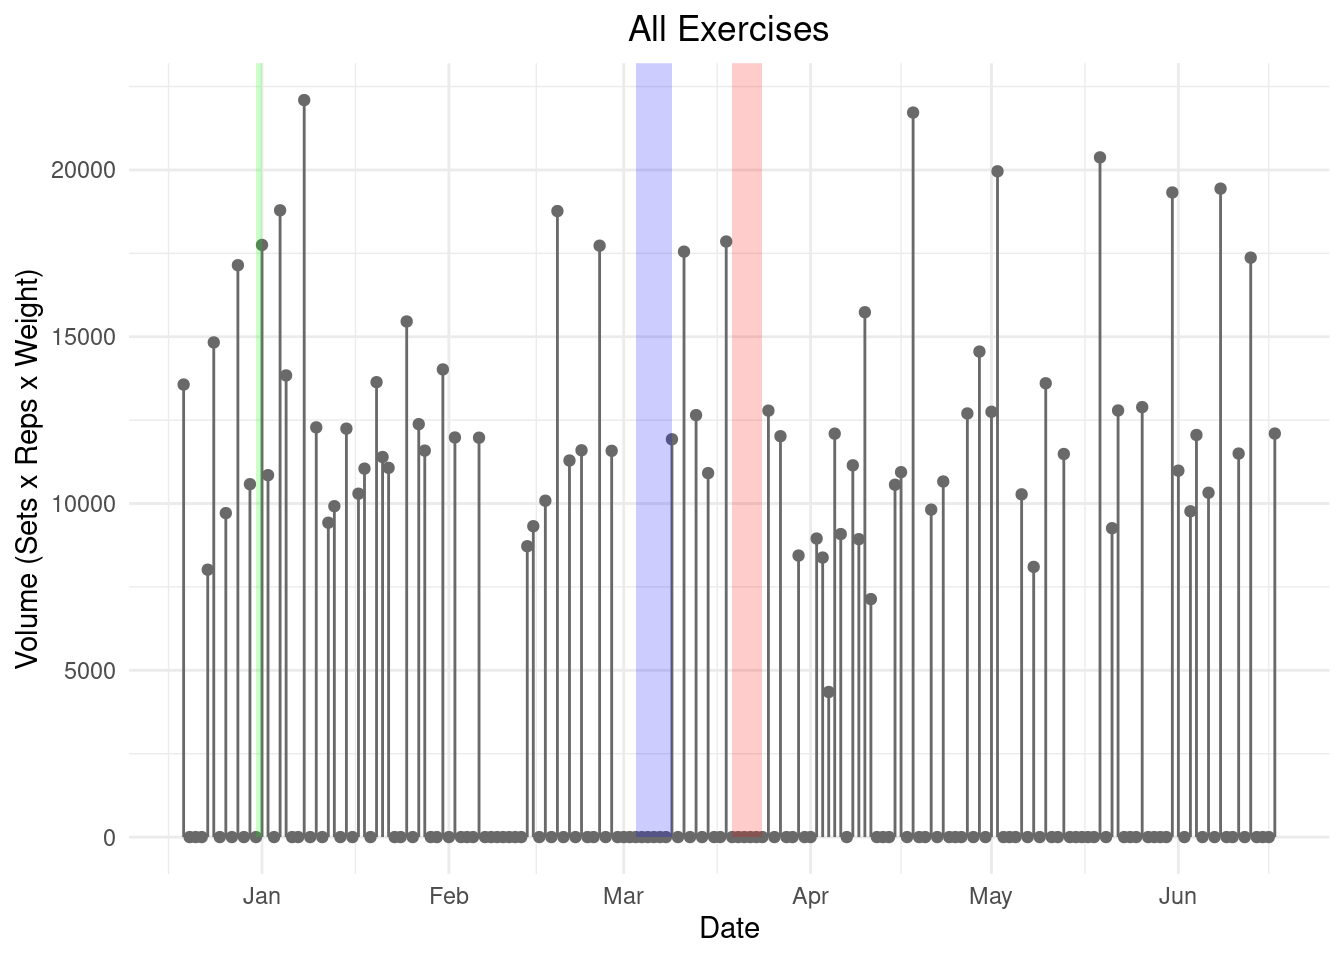 All Exercises
Volume (Sets x Reps x Weight)
20000
15000
10000
5000
0
Jan Feb Mar Apr May Jun
Date